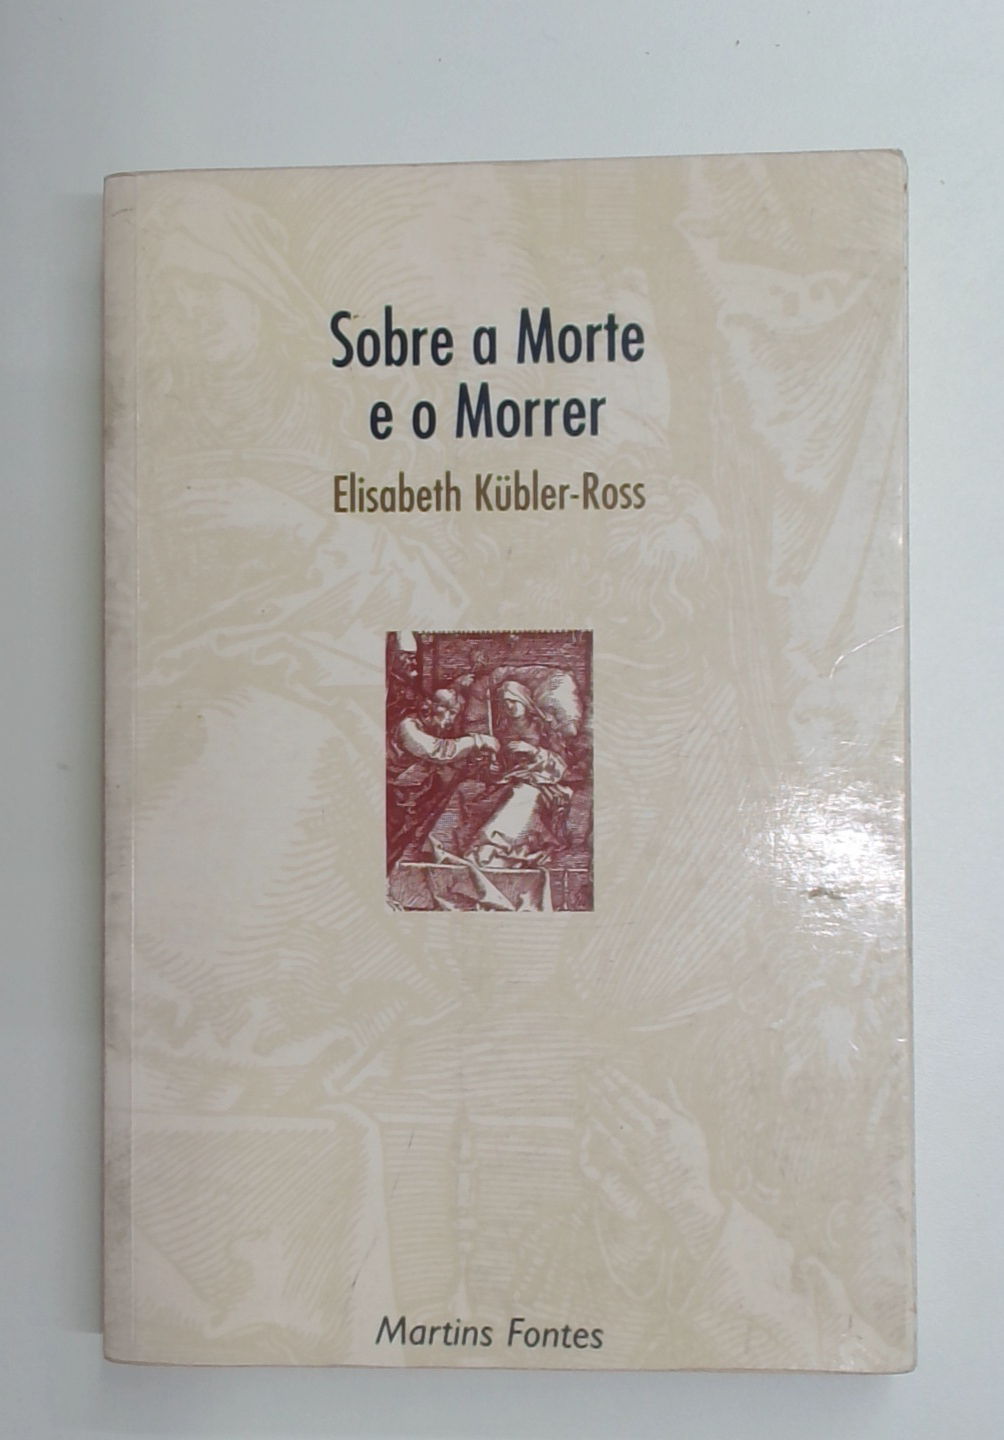 Sobre a Morte
e o Morrer
Elisabeth Kübler-Ross
Martins Fontes